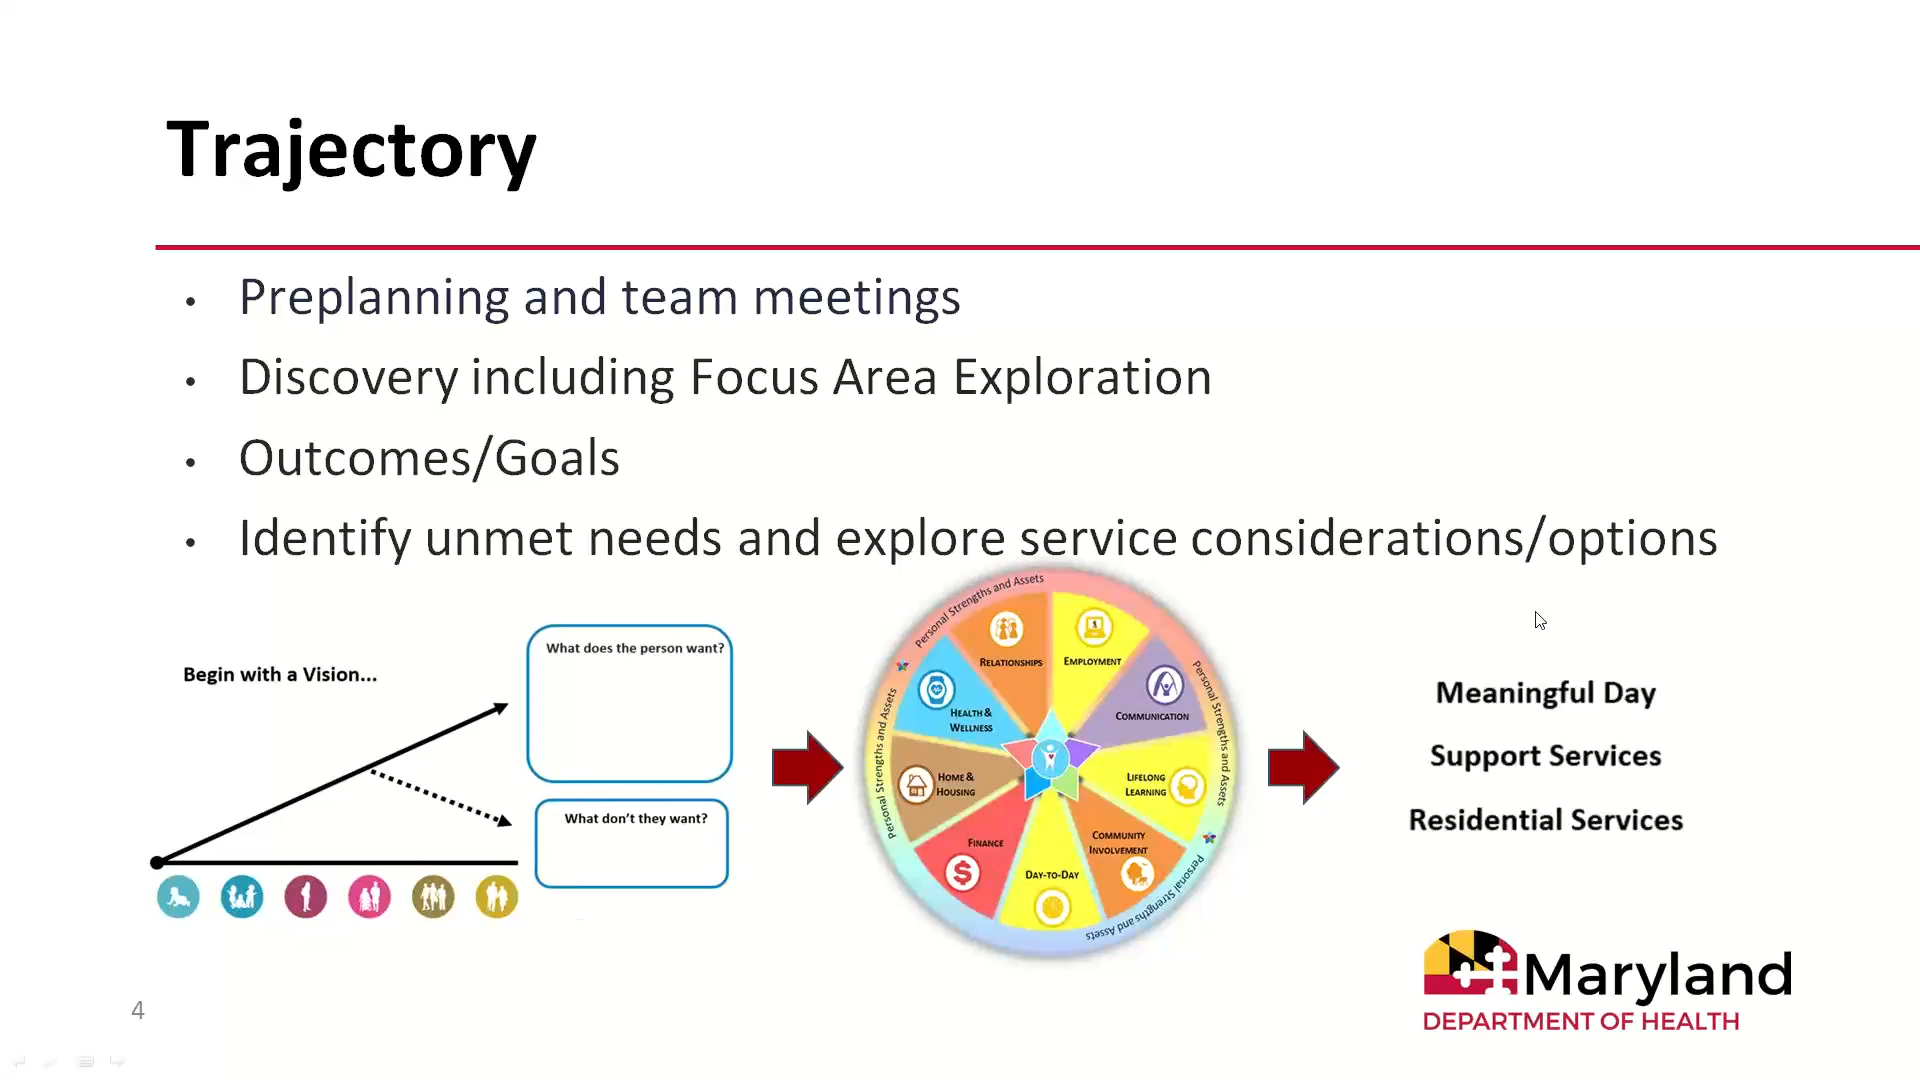 Trajectory
• Preplanning and team meetings
• Discovery including Focus Area Exploration
• Outcomes/Goals
• Identify unmet needs and explore service considerations/options
Begin with a Vision...
What does the person want?
What don't they want?
Personal Strengths and Assets
Personal Strengths and Assets
Personal Strengths and Assets
Personal Strengths and Assets
RELATIONSHIPS
EMPLOYMENT
COMMUNICATION
LIFELONG
LEARNING
COMMUNITY
INVOLVEMENT
DAY-TO-DAY
FINANCE
$
HOME &
HOUSING
HEALTH &
WELLNESS
Meaningful Day
Support Services
Residential Services
Maryland
DEPARTMENT OF HEALTH
4